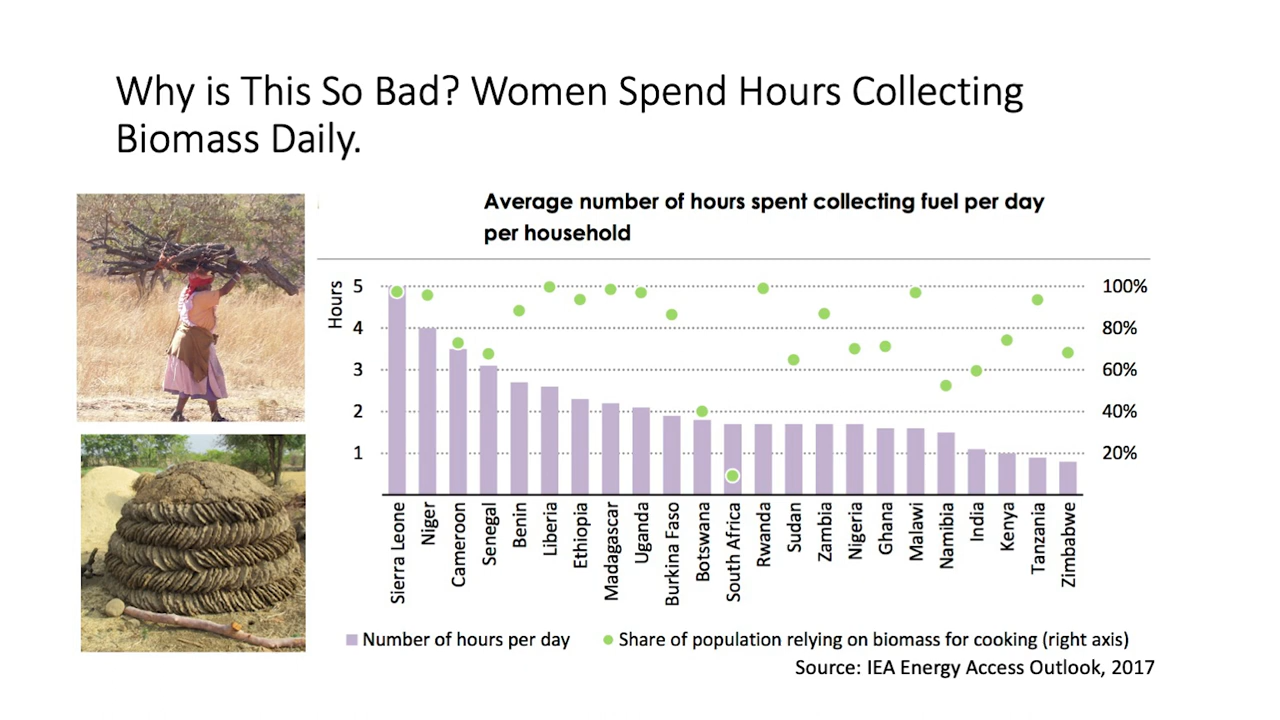 Why is This So Bad? Women Spend Hours Collecting
Biomass Daily.
Average number of hours spent collecting fuel per day
per household
Hours
5
4
3
2
1
100%
80%
60%
40%
20%
Sierra Leone
Niger
Cameroon
Senegal
Benin
Liberia
Ethiopia
Madagascar
Uganda
Burkina Faso
Botswana
South Africa
Rwanda
Sudan
Zambia
Nigeria
Ghana
Malawi
Namibia
India
Kenya
Tanzania
Zimbabwe
Number of hours per day
Share of population relying on biomass for cooking (right axis)
Source: IEA Energy Access Outlook, 2017